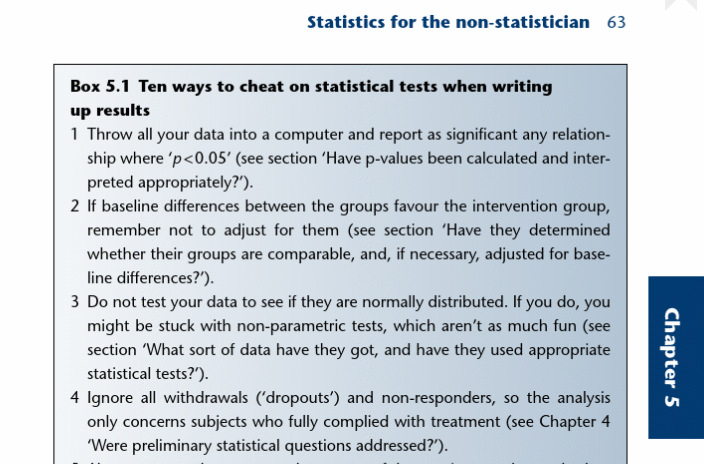 Statistics for the non-statistician 63
Box 5.1 Ten ways to cheat on statistical tests when writing
up results
1 Throw all your data into a computer and report as significant any relation-
ship where ‘p<0.05’ (see section ‘Have p-values been calculated and inter-
preted appropriately?’).
2 If baseline differences between the groups favour the intervention group,
remember not to adjust for them (see section ‘Have they determined
whether their groups are comparable, and, if necessary, adjusted for base-
line differences?’).
3 Do not test your data to see if they are normally distributed. If you do, you
might be stuck with non-parametric tests, which aren’t as much fun (see
section ‘What sort of data have they got, and have they used appropriate
statistical tests?’).
4 Ignore all withdrawals (‘dropouts’) and non-responders, so the analysis
only concerns subjects who fully complied with treatment (see Chapter 4
‘Were preliminary statistical questions addressed?’).
Chapter 5